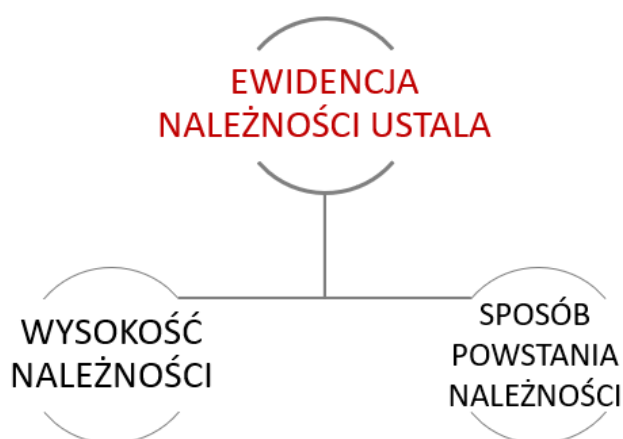 EWIDENCJA
NALEŻNOŚCI USTALA
WYSOKOŚĆ
NALEŻNOŚCI
SPOSÓB
POWSTANIA
NALEŻNOŚCI